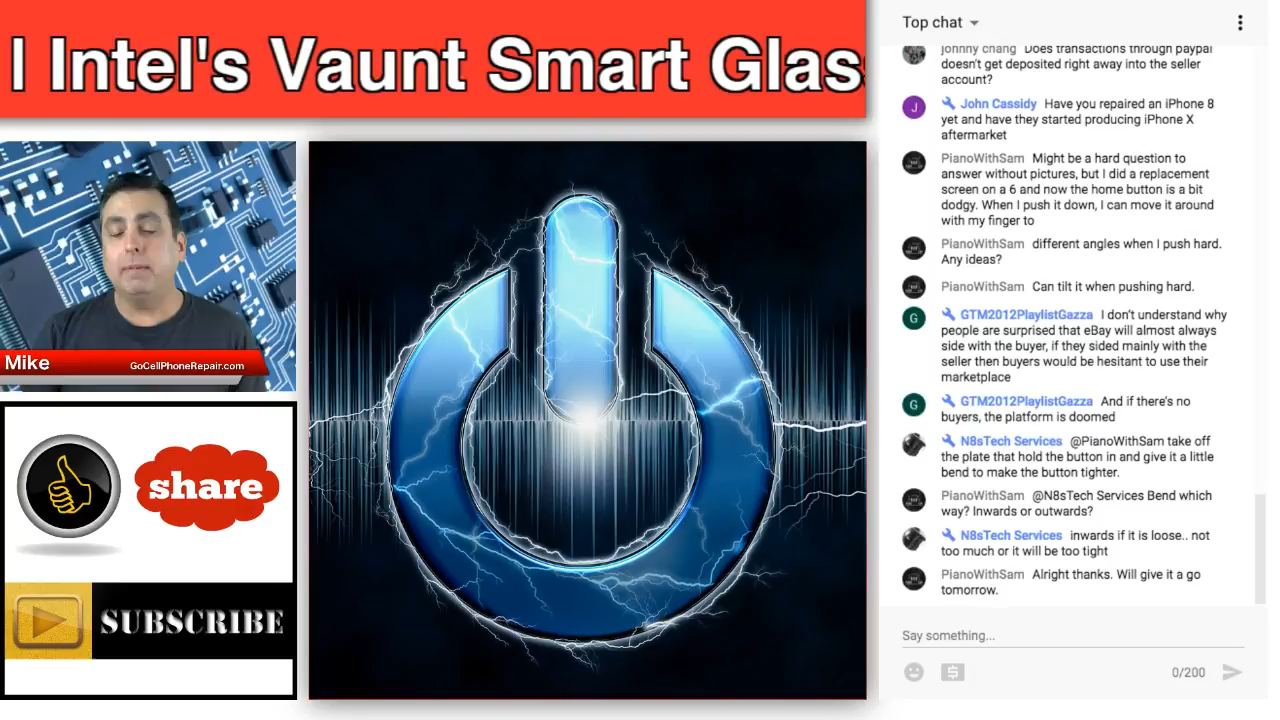 l Intel's Vaunt Smart Glass
Mike
GoCellPhoneRepair.com
share
SUBSCRIBE
Top chat
johnny chang Does transactions through paypal
doesn't get deposited right away into the seller
account?
J
John Cassidy Have you repaired an iPhone 8
yet and have they started producing iPhone X
aftermarket
PianoWithSam Might be a hard question to
answer without pictures, but I did a replacement
screen on a 6 and now the home button is a bit
dodgy. When I push it down, I can move it around
with my finger to
PianoWithSam different angles when I push hard.
Any ideas?
PianoWithSam Can tilt it when pushing hard.
G
GTM2012PlaylistGazza I don't understand why
people are surprised that eBay will almost always
side with the buyer, if they sided mainly with the
seller then buyers would be hesitant to use their
marketplace
G
GTM2012PlaylistGazza And if there's no
buyers, the platform is doomed
N8sTech Services @PianoWithSam take off
the plate that hold the button in and give it a little
bend to make the button tighter.
PianoWithSam @N8sTech Services Bend which
way? Inwards or outwards?
N8sTech Services inwards if it is loose.. not
too much or it will be too tight
PianoWithSam Alright thanks. Will give it a go
tomorrow.
Say something...
0/200